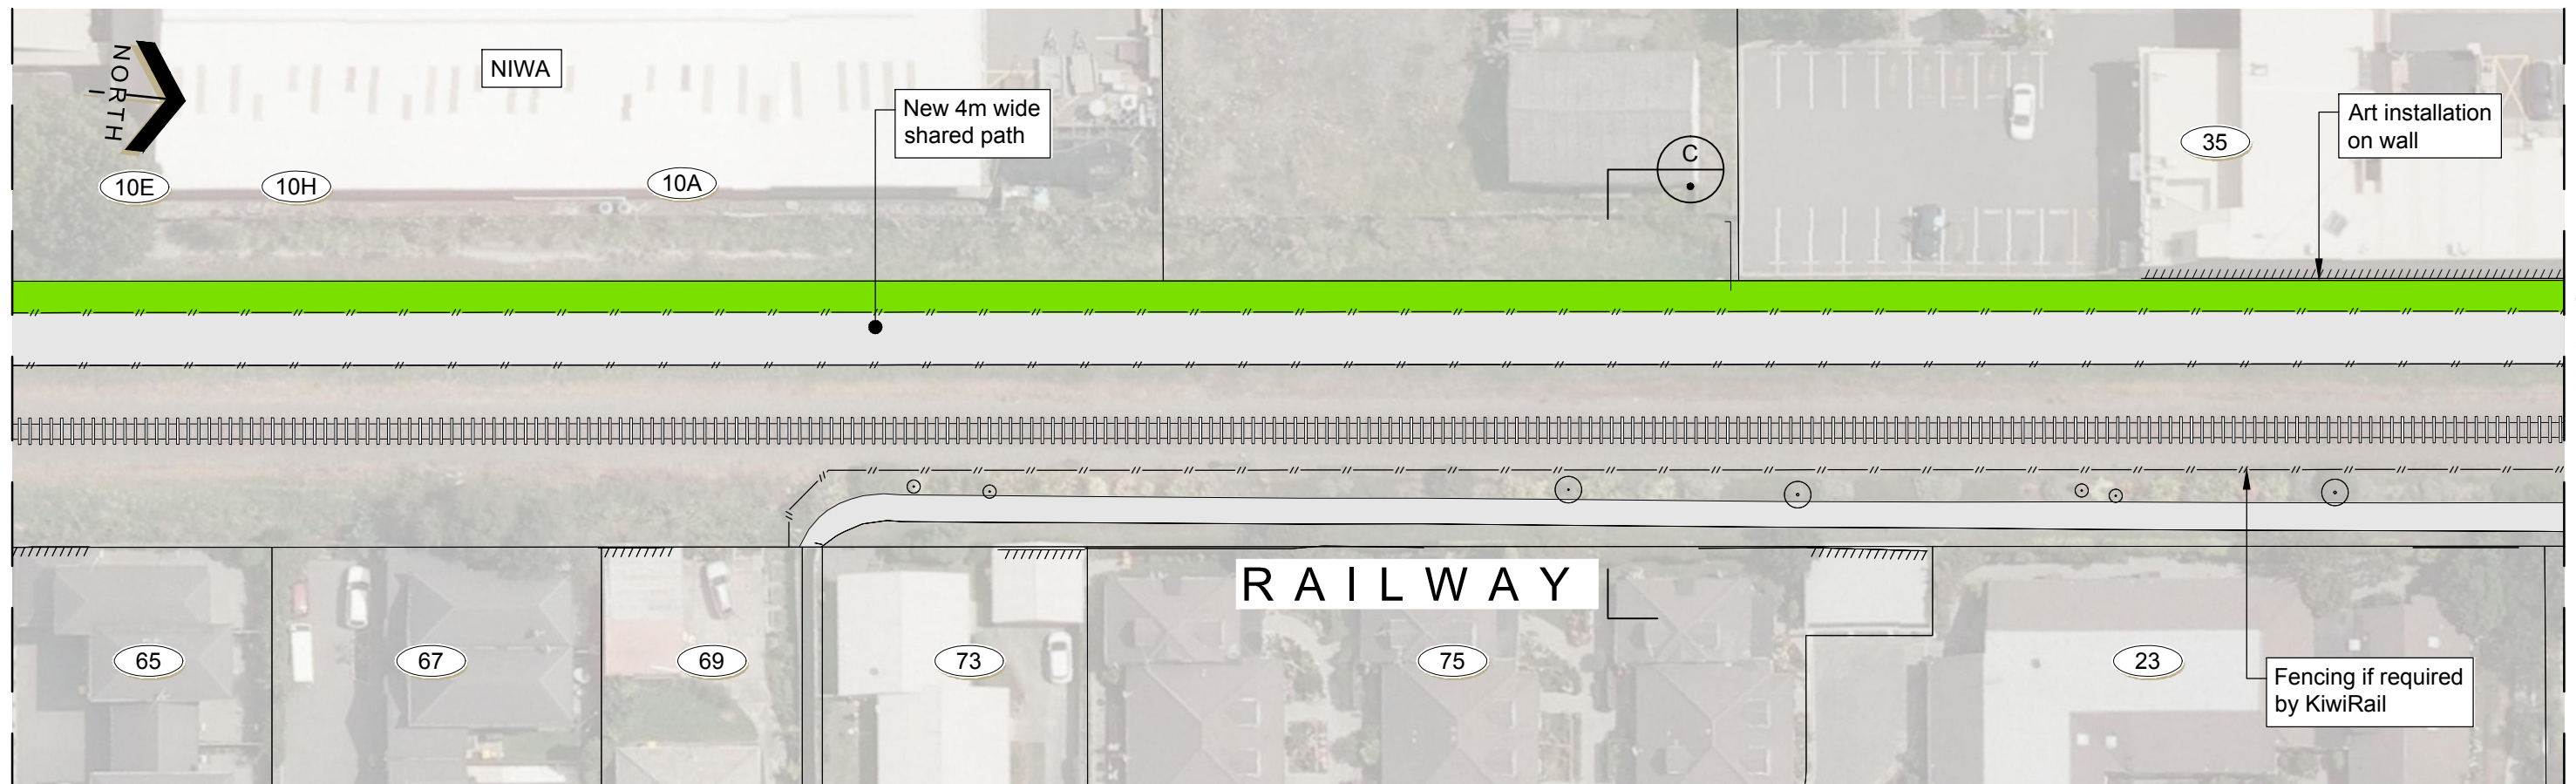 NORTH
NIWA
New 4m wide
shared path
C
Art installation
on wall
35
10E
10H
10A
RAILWAY
65
67
69
73
75
23
Fencing if required
by KiwiRail